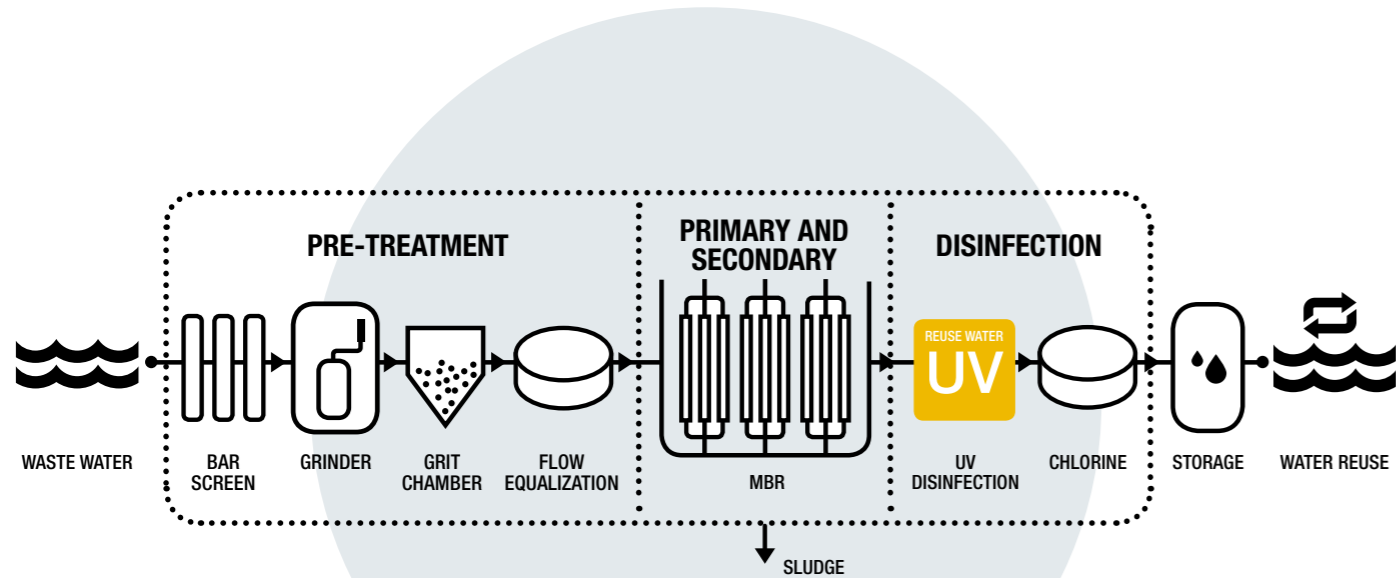 PRE-TREATMENT
PRIMARY AND
SECONDARY
DISINFECTION
REUSE WATER
UV
WASTE WATER
BAR
SCREEN
GRINDER
GRIT
CHAMBER
FLOW
EQUALIZATION
MBR
UV
DISINFECTION
CHLORINE
STORAGE
WATER REUSE
SLUDGE